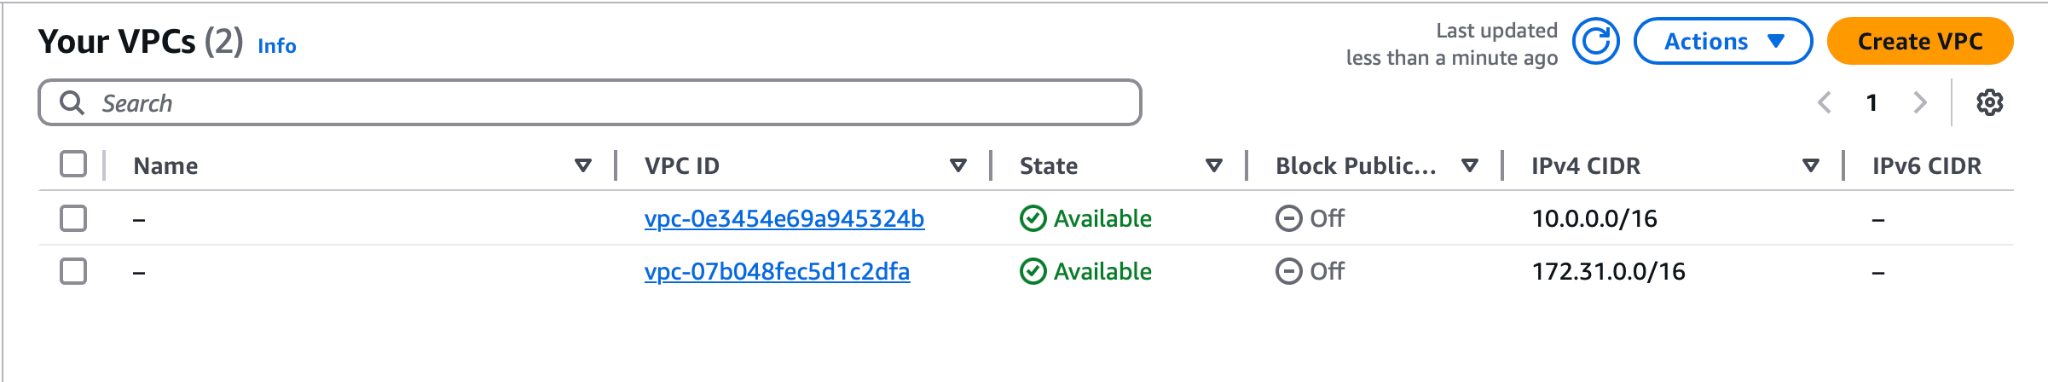 Your VPCs (2) Info
Last updated
less than a minute ago
Actions
Create VPC
Search
1
Name VPC ID State Block Public... IPv4 CIDR IPv6 CIDR
– vpc-0e3454e69a945324b Available Off 10.0.0.0/16 –
– vpc-07b048fec5d1c2dfa Available Off 172.31.0.0/16 –